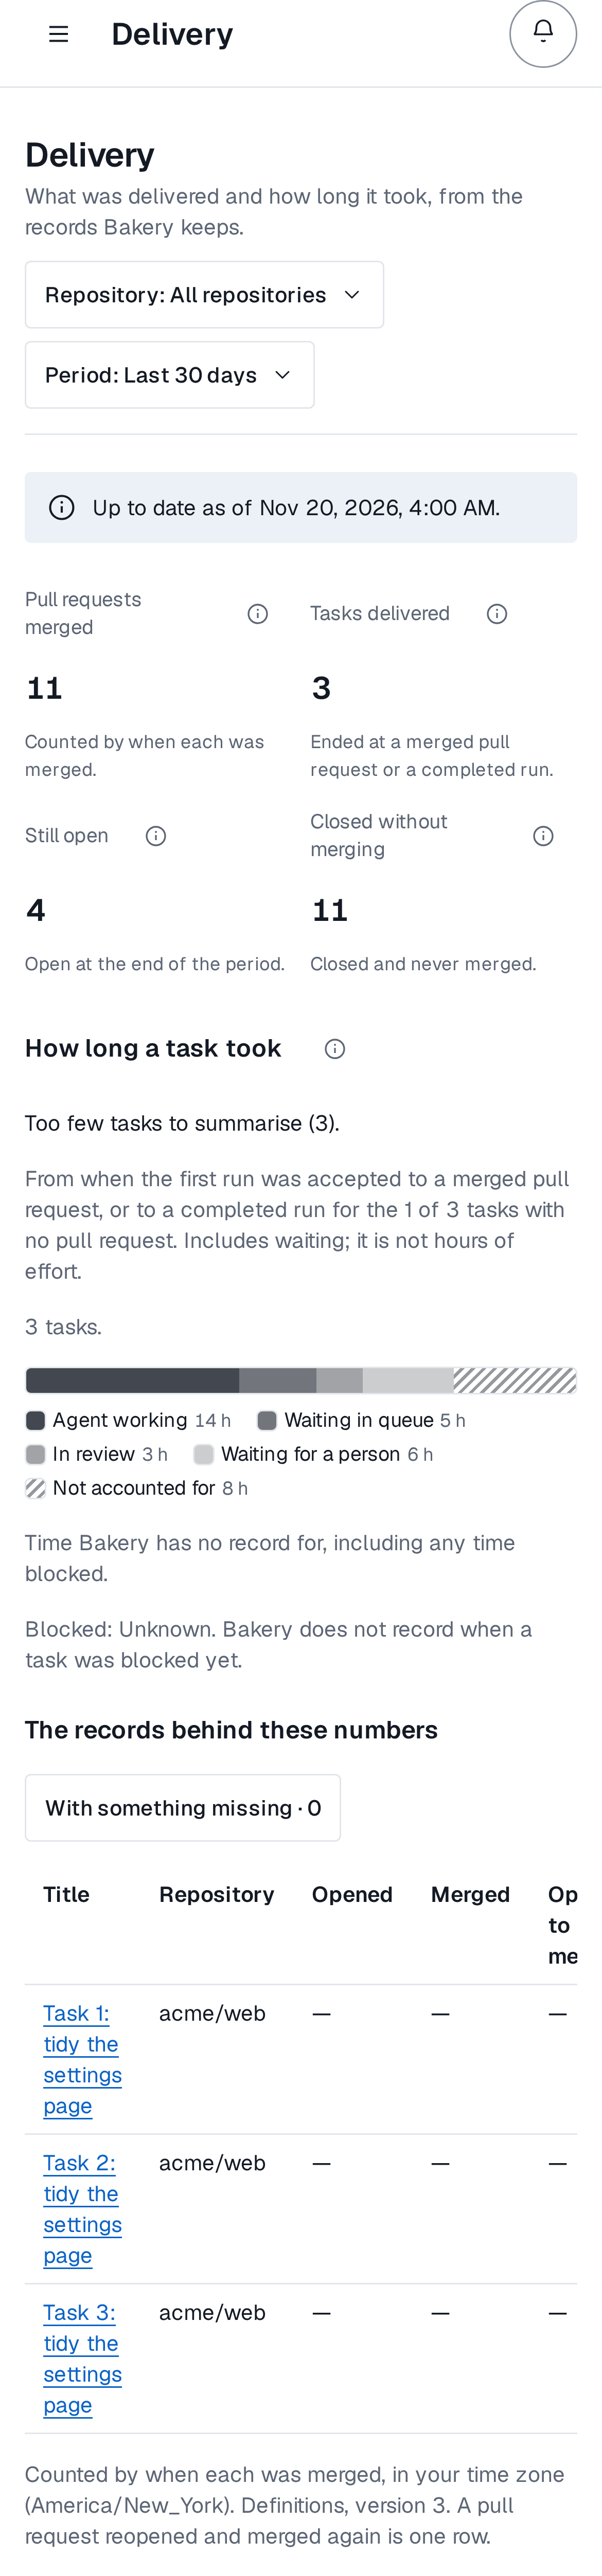 Delivery
Delivery
What was delivered and how long it took, from the
records Bakery keeps.
Repository: All repositories
Period: Last 30 days
Up to date as of Nov 20, 2026, 4:00 AM.
Pull requests
merged
11
Counted by when each was
merged.
Tasks delivered
3
Ended at a merged pull
request or a completed run.
Still open
4
Open at the end of the period.
Closed without
merging
11
Closed and never merged.
How long a task took
Too few tasks to summarise (3).
From when the first run was accepted to a merged pull
request, or to a completed run for the 1 of 3 tasks with
no pull request. Includes waiting; it is not hours of
effort.
3 tasks.
Agent working 14 h Waiting in queue 5 h
In review 3 h Waiting for a person 6 h
Not accounted for 8 h
Time Bakery has no record for, including any time
blocked.
Blocked: Unknown. Bakery does not record when a
task was blocked yet.
The records behind these numbers
With something missing · 0
Title Repository Opened Merged Op
to
me
Task 1: acme/web — — —
tidy the
settings
page
Task 2: acme/web — — —
tidy the
settings
page
Task 3: acme/web — — —
tidy the
settings
page
Counted by when each was merged, in your time zone
(America/New_York). Definitions, version 3. A pull
request reopened and merged again is one row.